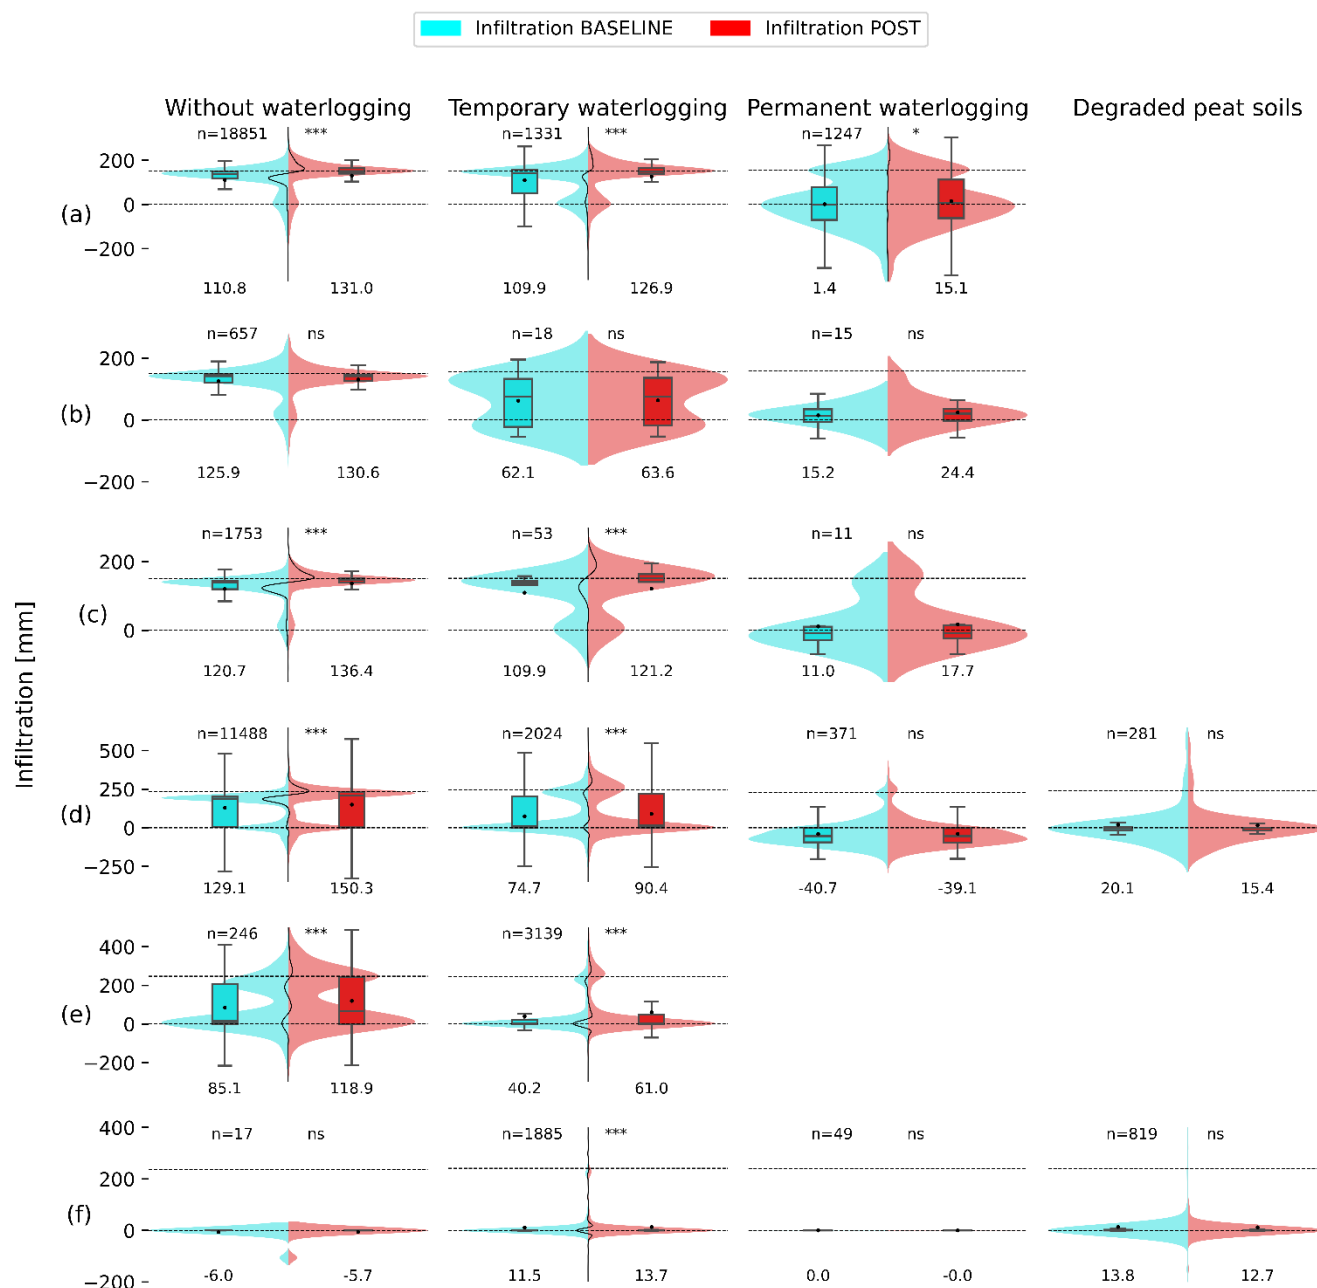 Infiltration BASELINE Infiltration POST
Without waterlogging Temporary waterlogging Permanent waterlogging Degraded peat soils
n=18851 *** n=1331 *** n=1247 *
200
(a) 0
−200
110.8 131.0 109.9 126.9 1.4 15.1
n=657 ns n=18 ns n=15 ns
200
(b) 0
125.9 130.6 62.1 63.6 15.2 24.4
−200
n=1753 *** n=53 *** n=11 ns
200
(c) 0
120.7 136.4 109.9 121.2 11.0 17.7
Infiltration [mm]
n=11488 *** n=2024 *** n=371 ns n=281 ns
500
250
(d) 0
−250
129.1 150.3 74.7 90.4 -40.7 -39.1 20.1 15.4
n=246 *** n=3139 ***
400
200
(e) 0
−200
85.1 118.9 40.2 61.0
400
n=17 ns n=1885 *** n=49 ns n=819 ns
200
(f) 0
-6.0 -5.7 11.5 13.7 0.0 -0.0 13.8 12.7
−200